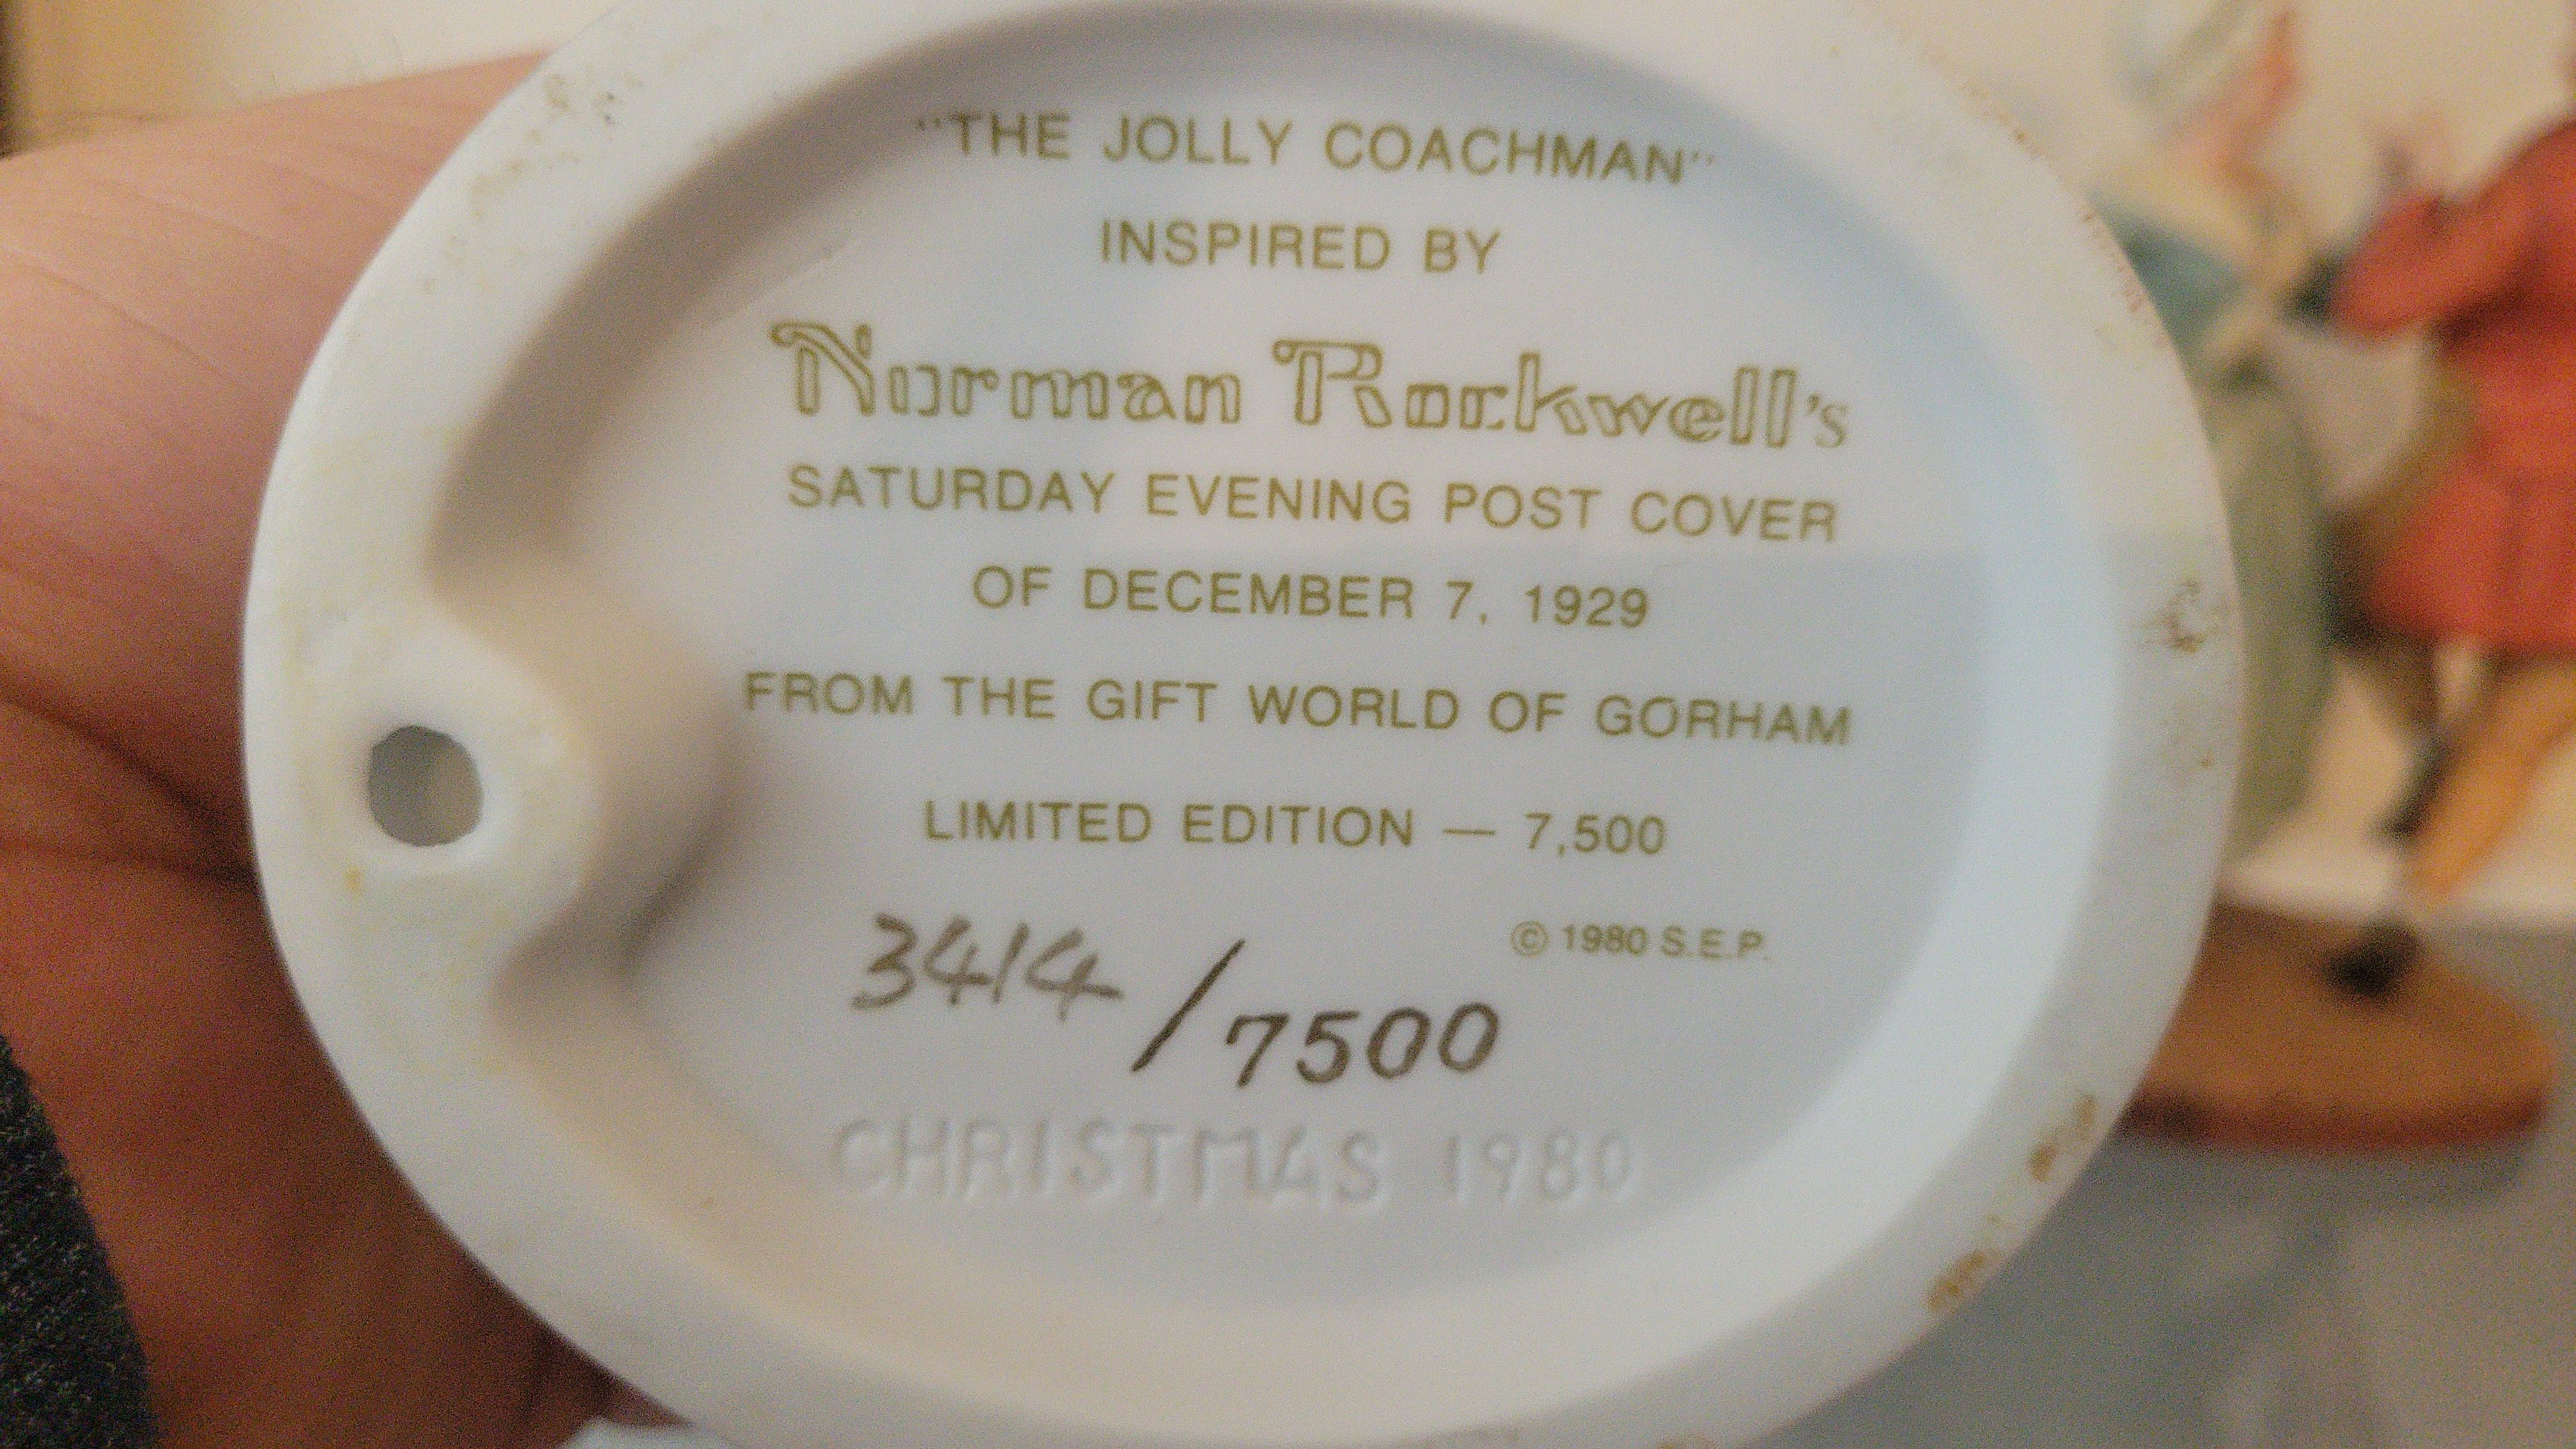 "THE JOLLY COACHMAN"
INSPIRED BY
Norman Rockwell's
SATURDAY EVENING POST COVER
OF DECEMBER 7, 1929
FROM THE GIFT WORLD OF GORHAM
LIMITED EDITION — 7,500
© 1980 S.E.P.
3414/7500
CHRISTMAS 1980